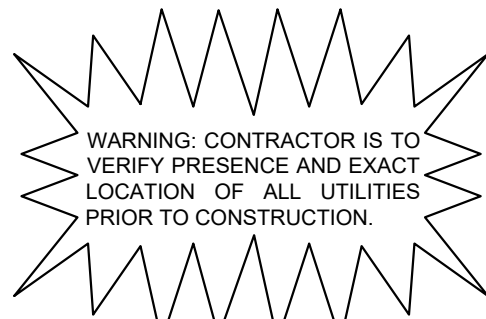 WARNING: CONTRACTOR IS TO
VERIFY PRESENCE AND EXACT
LOCATION OF ALL UTILITIES
PRIOR TO CONSTRUCTION.